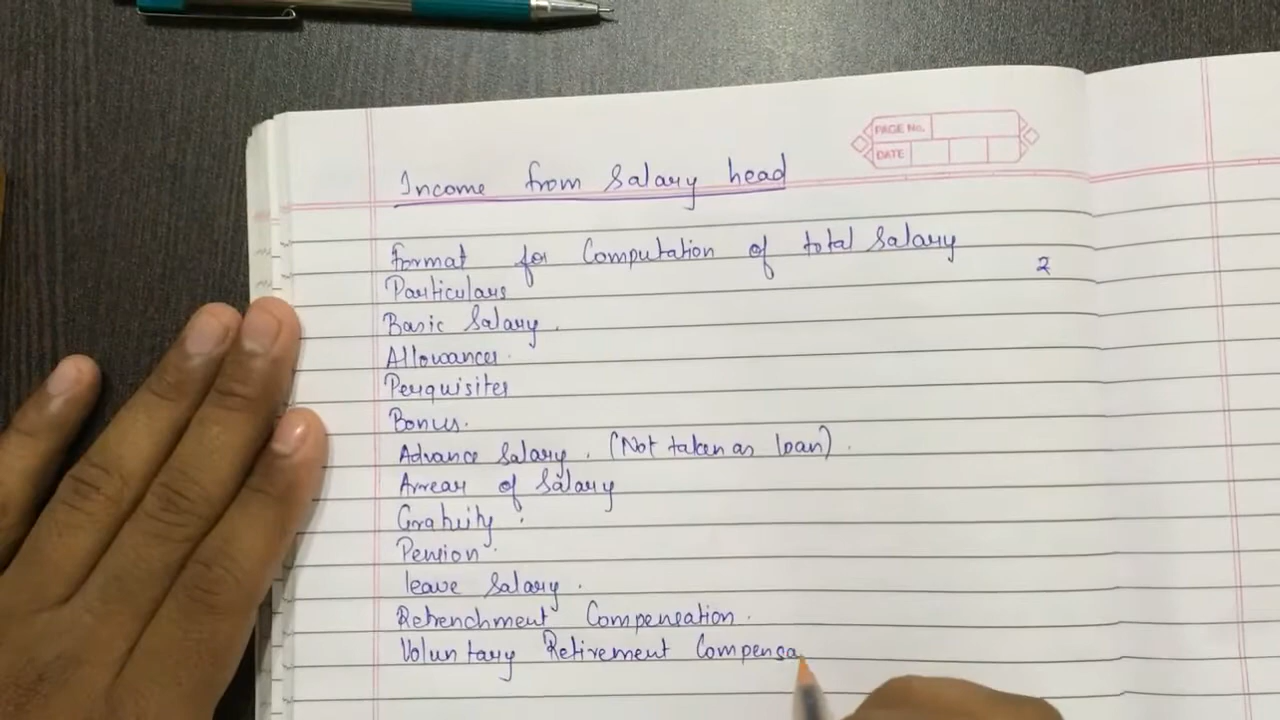 PAGE No.
DATE
Income from Salary head
Format for Computation of total Salary
Particulars
Basic Salary.
Allowances.
Perquisites
Bonus.
Advance Salary. (Not taken as loan).
Arrear of Salary
Gratuity.
Pension.
leave Salary.
Retrenchment Compensation.
Voluntary Retirement Compensa